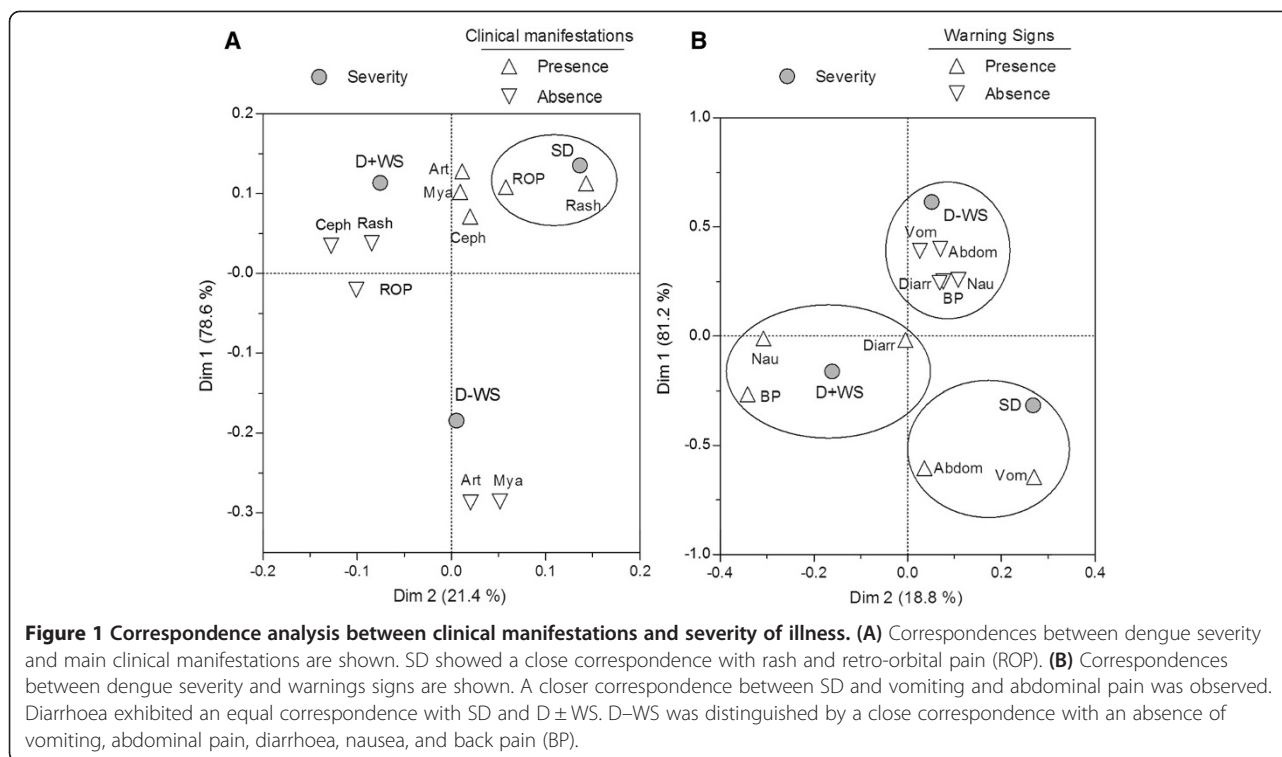 A
Clinical manifestations
Severity
Presence
Absence
0.2
0.1
-0.0
-0.1
-0.2
-0.3
Dim 1 (78.6 %)
D+WS
Art
Mya
Ceph
ROP
SD
Rash
Ceph Rash
ROP
D-WS
Art Mya
-0.2 -0.1 0.0 0.1 0.2
Dim 2 (21.4 %)
B
Warning Signs
Severity
Presence
Absence
1.0
0.5
0.0
-0.5
-1.0
Dim 1 (81.2 %)
D-WS
Vom
Abdom
Diarr
Nau
BP
Nau
Diarr
BP
D+WS
SD
Abdom
Vom
-0.4 -0.2 0.0 0.2 0.4
Dim 2 (18.8 %)
Figure 1 Correspondence analysis between clinical manifestations and severity of illness. (A) Correspondences between dengue severity
and main clinical manifestations are shown. SD showed a close correspondence with rash and retro-orbital pain (ROP). (B) Correspondences
between dengue severity and warnings signs are shown. A closer correspondence between SD and vomiting and abdominal pain was observed.
Diarrhoea exhibited an equal correspondence with SD and D ± WS. D–WS was distinguished by a close correspondence with an absence of
vomiting, abdominal pain, diarrhoea, nausea, and back pain (BP).